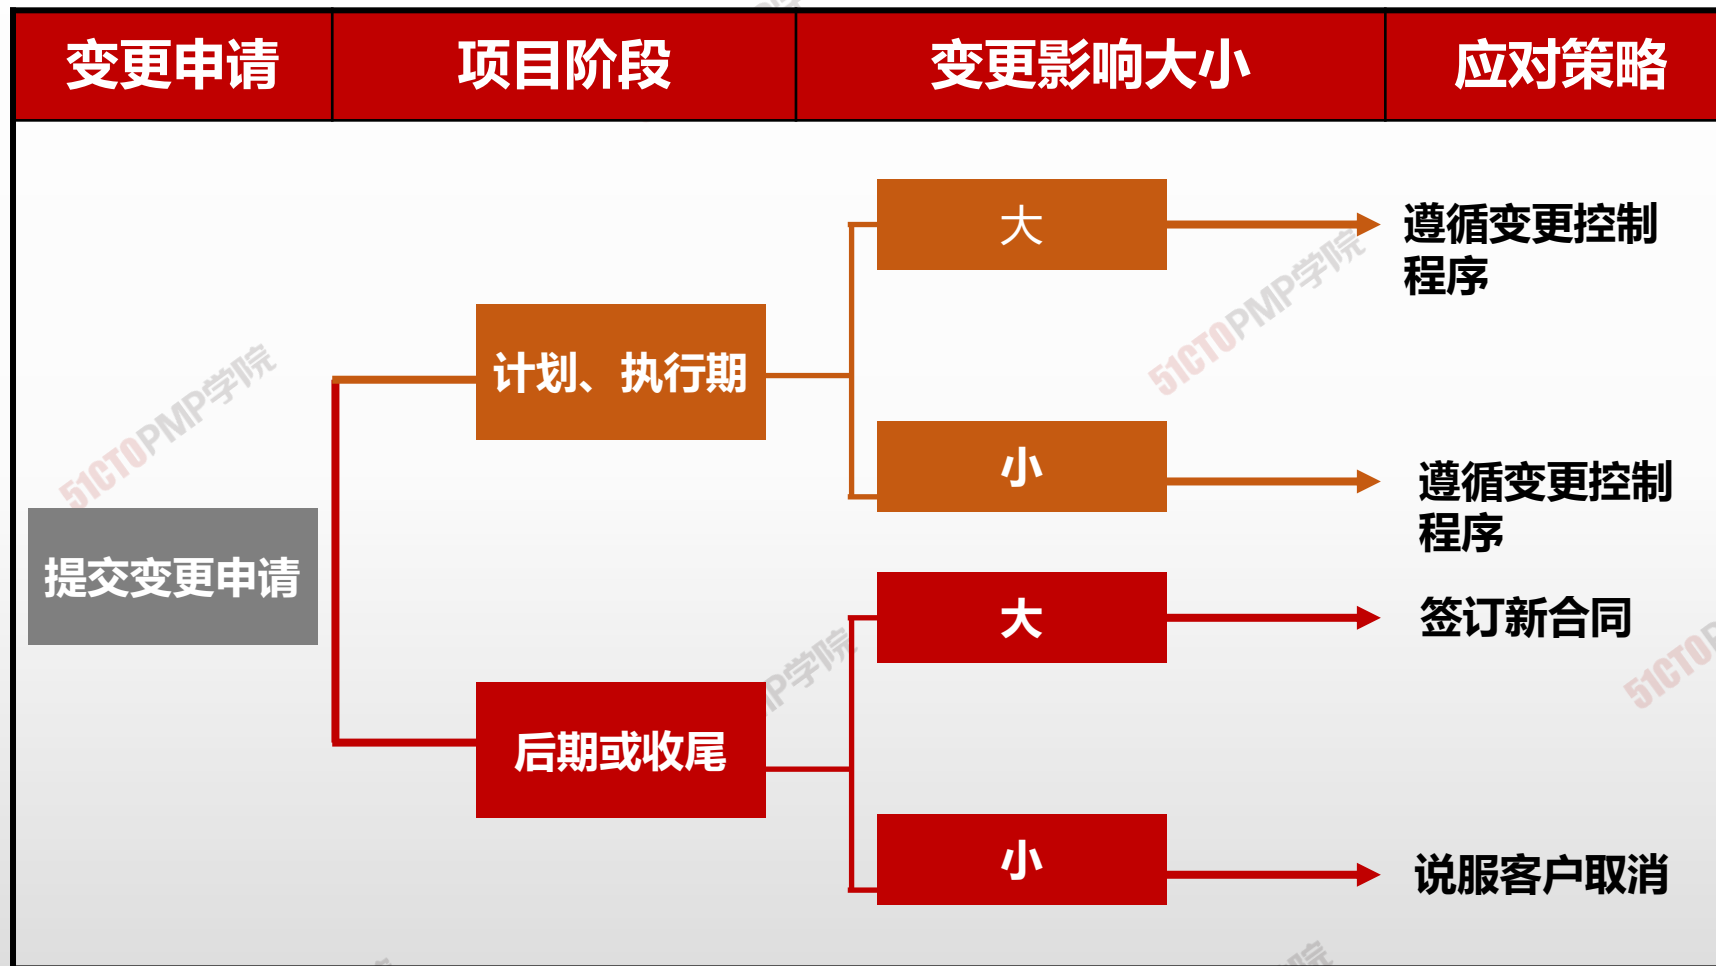 变更申请 项目阶段 变更影响大小 应对策略
大
遵循变更控制
程序
计划、执行期
小
遵循变更控制
程序
提交变更申请
大
签订新合同
后期或收尾
小
说服客户取消
51CTOPMP学院
51CTOPMP学院